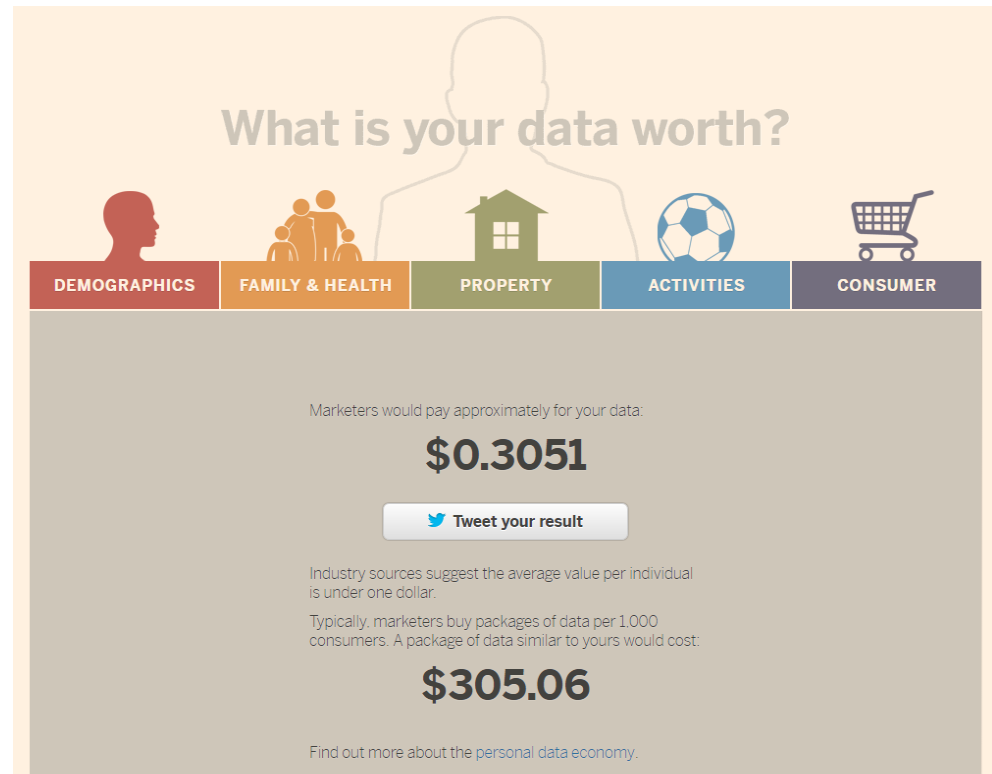 What is your data worth?
DEMOGRAPHICS
FAMILY & HEALTH
PROPERTY
ACTIVITIES
CONSUMER
Marketers would pay approximately for your data:
$0.3051
Tweet your result
Industry sources suggest the average value per individual
is under one dollar.
Typically, marketers buy packages of data per 1,000
consumers. A package of data similar to yours would cost:
$305.06
Find out more about the personal data economy.